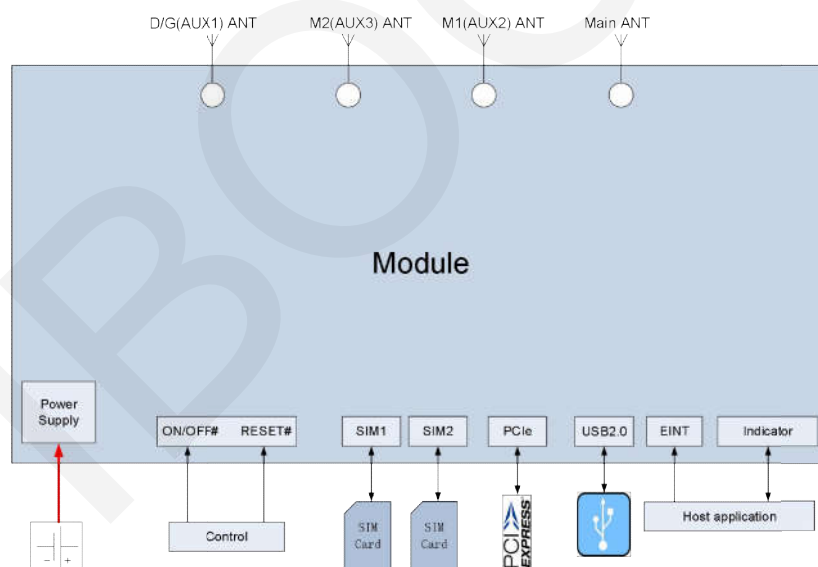 D/G(AUX1) ANT
M2(AUX3) ANT
M1(AUX2) ANT
Main ANT
Module
Power
Supply
ON/OFF#
RESET#
SIM1
SIM2
PCIe
USB2.0
EINT
Indicator
Control
SIM
Card
SIM
Card
PCI
EXPRESS
Host application
- +